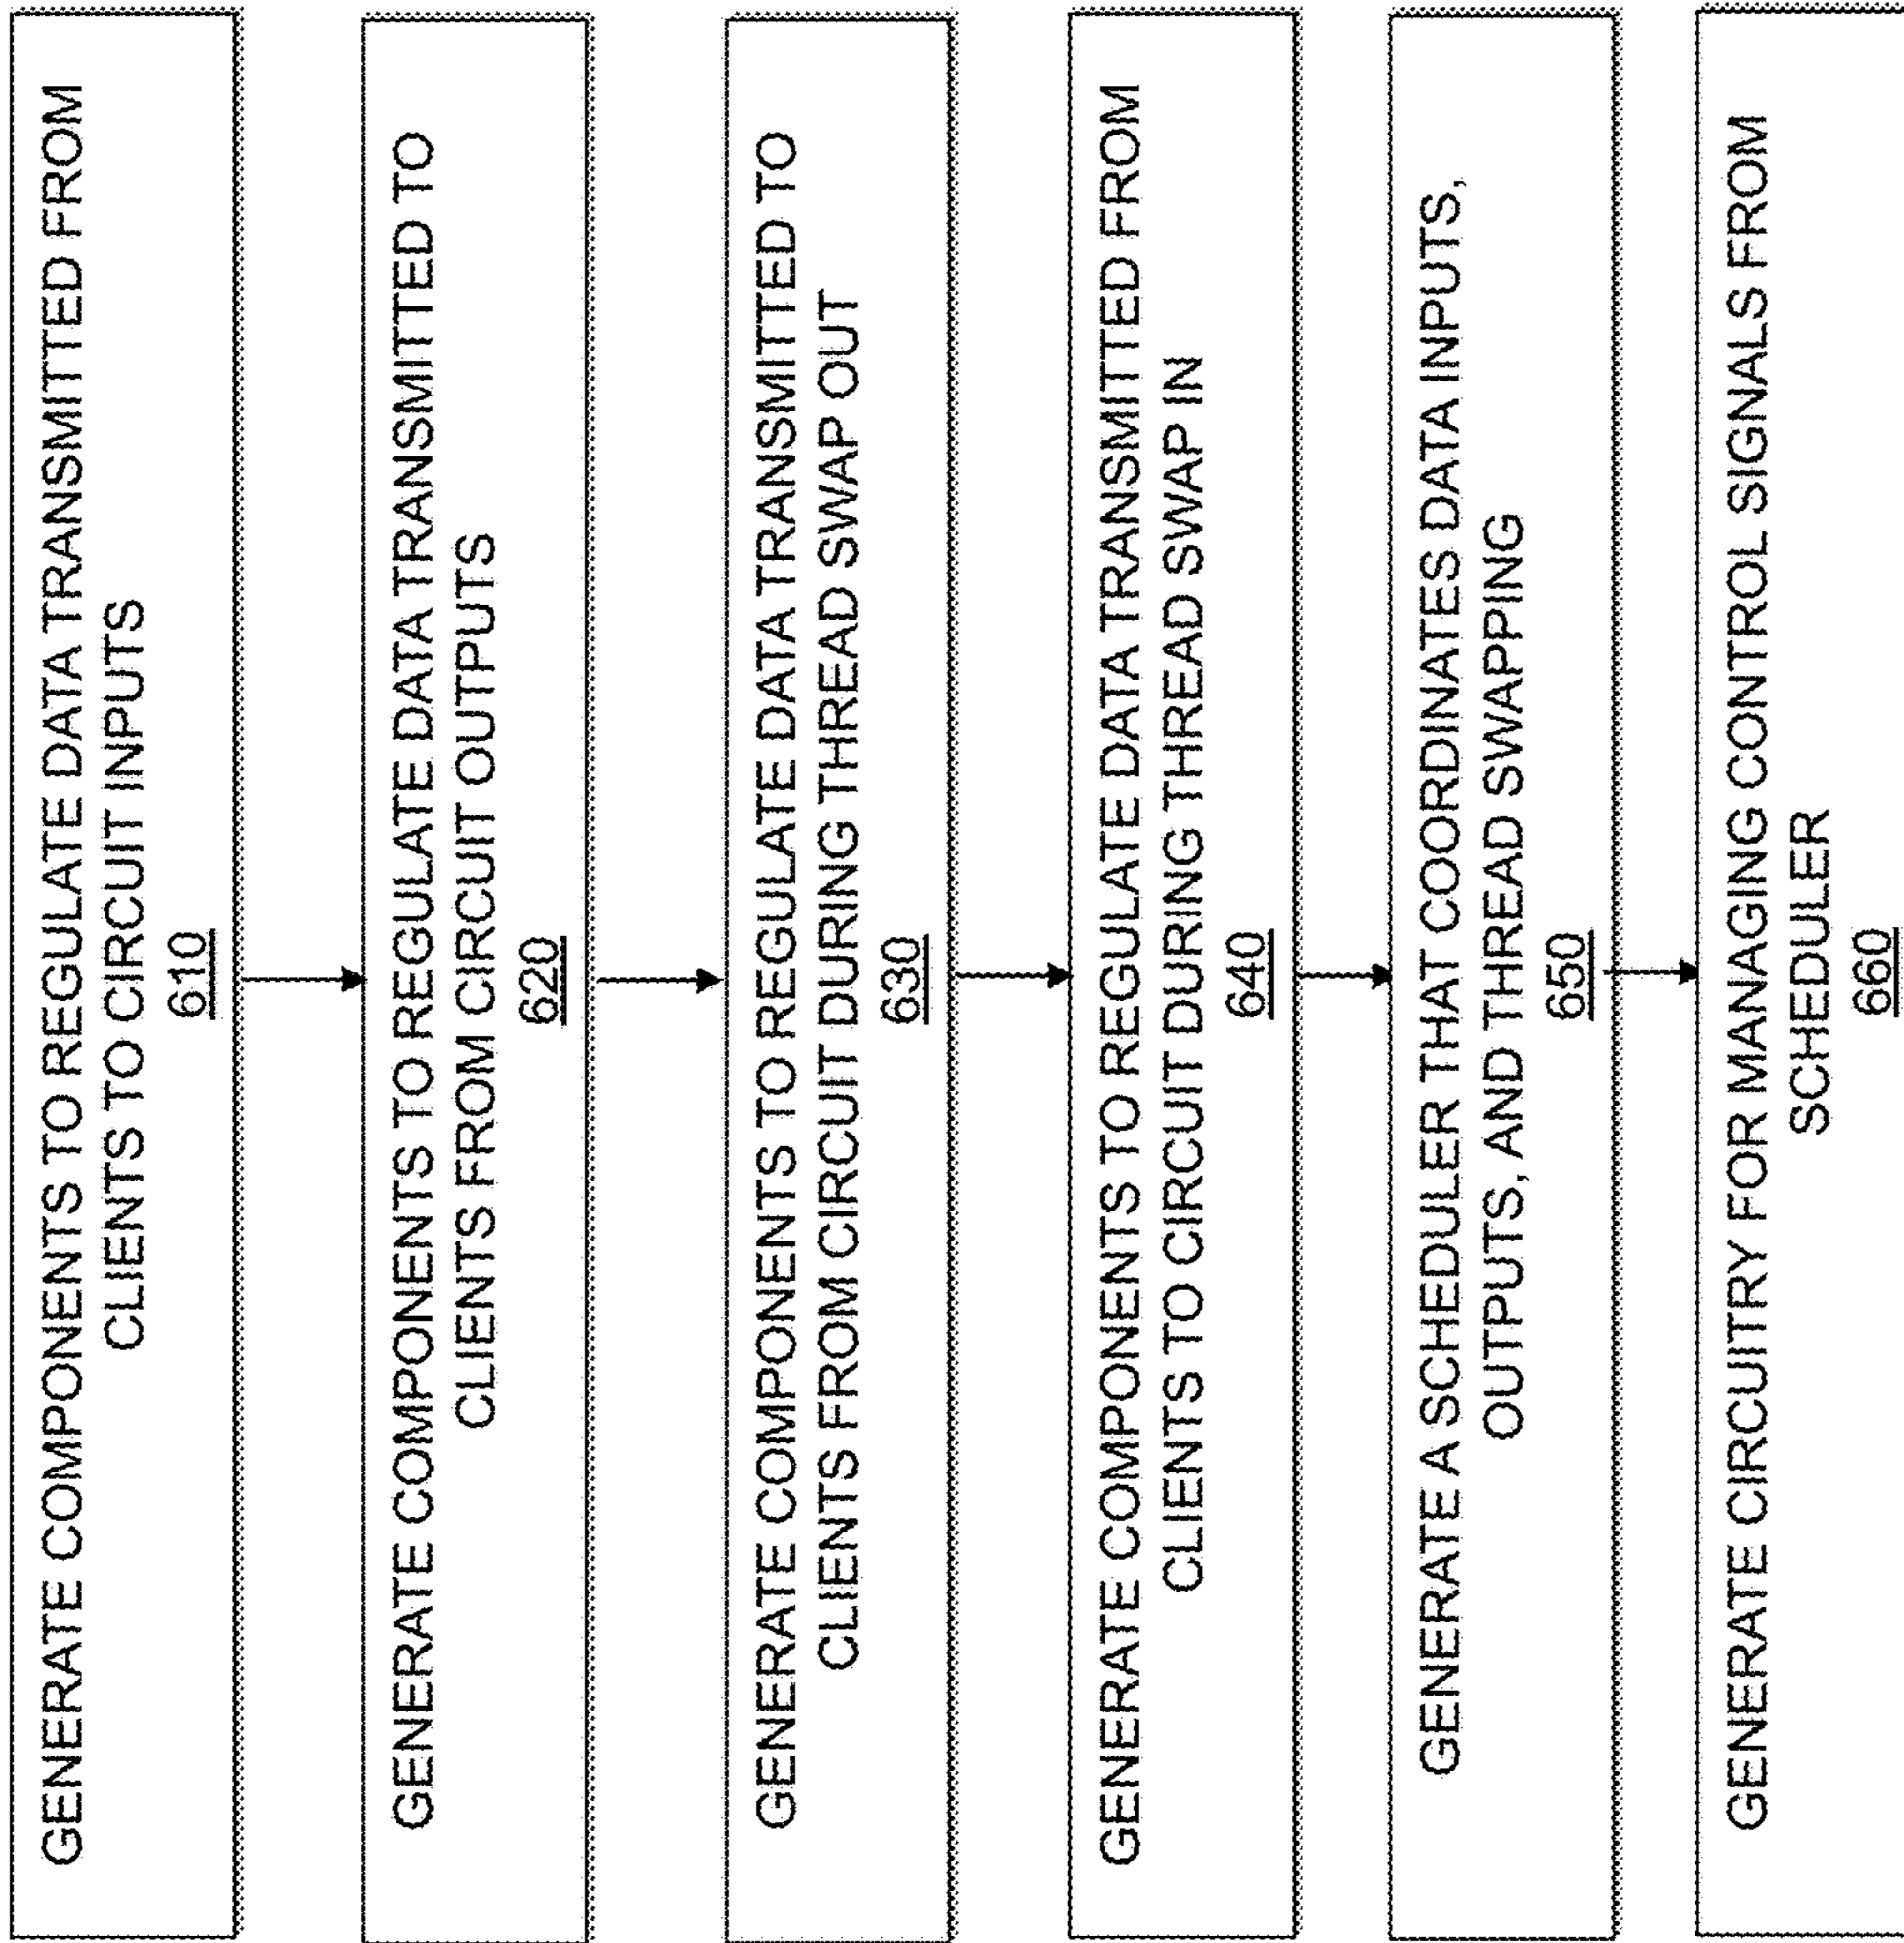 GENERATE COMPONENTS TO REGULATE DATA TRANSMITTED FROM
CLIENTS TO CIRCUIT INPUTS
610
GENERATE COMPONENTS TO REGULATE DATA TRANSMITTED TO
CLIENTS FROM CIRCUIT OUTPUTS
620
GENERATE COMPONENTS TO REGULATE DATA TRANSMITTED TO
CLIENTS FROM CIRCUIT DURING THREAD SWAP OUT
630
GENERATE COMPONENTS TO REGULATE DATA TRANSMITTED FROM
CLIENTS TO CIRCUIT DURING THREAD SWAP IN
640
GENERATE A SCHEDULER THAT COORDINATES DATA INPUTS,
OUTPUTS, AND THREAD SWAPPING
650
GENERATE CIRCUITRY FOR MANAGING CONTROL SIGNALS FROM
SCHEDULER
660